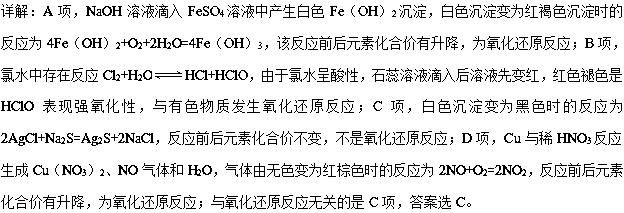 详解：A 项，NaOH 溶液滴入 FeSO₄ 溶液中产生白色 Fe（OH）₂ 沉淀，白色沉淀变为红褐色沉淀时的
反应为 4Fe（OH）₂+O₂+2H₂O=4Fe（OH）₃，该反应前后元素化合价有升降，为氧化还原反应；B 项，
氯水中存在反应 Cl₂+H₂O⇌HCl+HClO，由于氯水呈酸性，石蕊溶液滴入后溶液先变红，红色褪色是
HClO 表现强氧化性，与有色物质发生氧化还原反应；C 项，白色沉淀变为黑色时的反应为
2AgCl+Na₂S=Ag₂S+2NaCl，反应前后元素化合价不变，不是氧化还原反应；D 项，Cu 与稀 HNO₃ 反应
生成 Cu（NO₃）₂、NO 气体和 H₂O，气体由无色变为红棕色时的反应为 2NO+O₂=2NO₂，反应前后元
素化合价有升降，为氧化还原反应；与氧化还原反应无关的是 C 项，答案选 C。